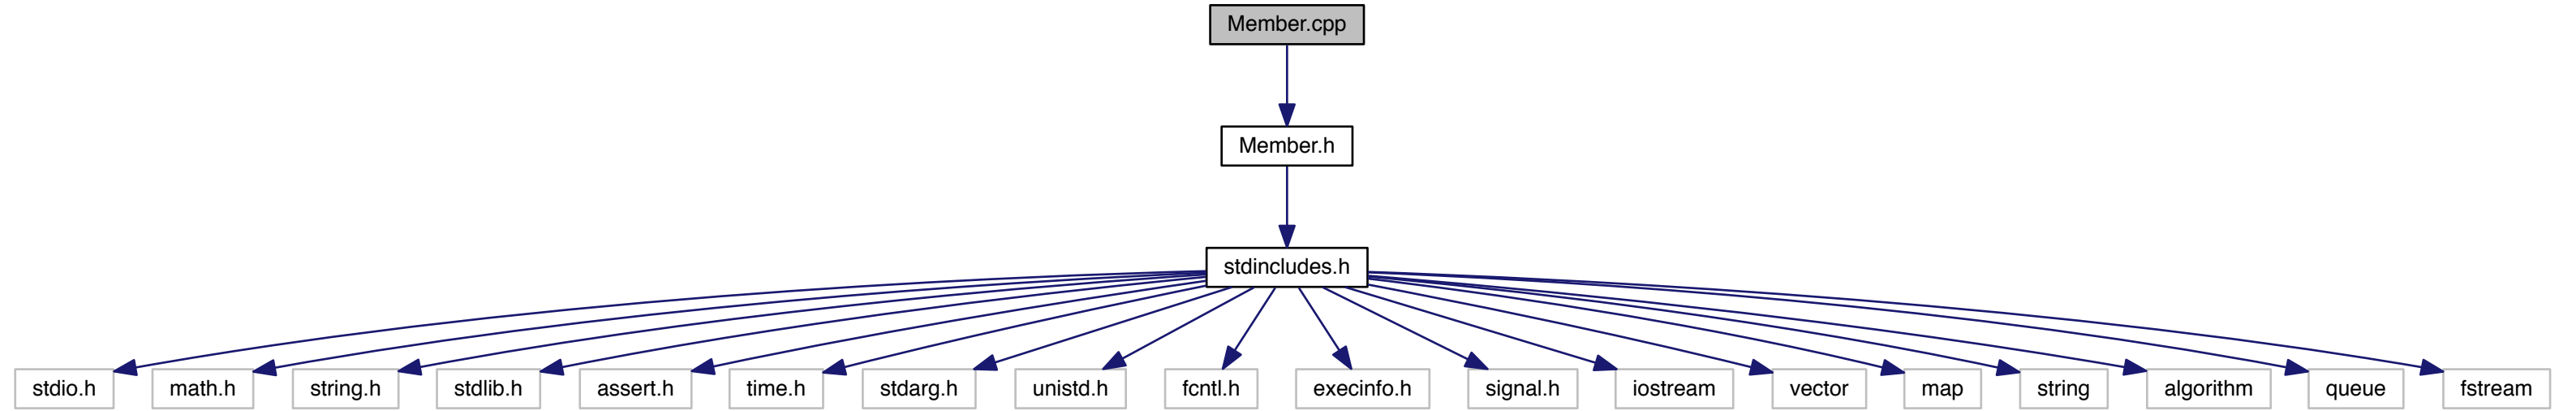 Member.cpp
Member.h
stdincludes.h
stdio.h math.h string.h stdlib.h assert.h time.h stdarg.h unistd.h fcntl.h execinfo.h signal.h iostream vector map string algorithm queue fstream